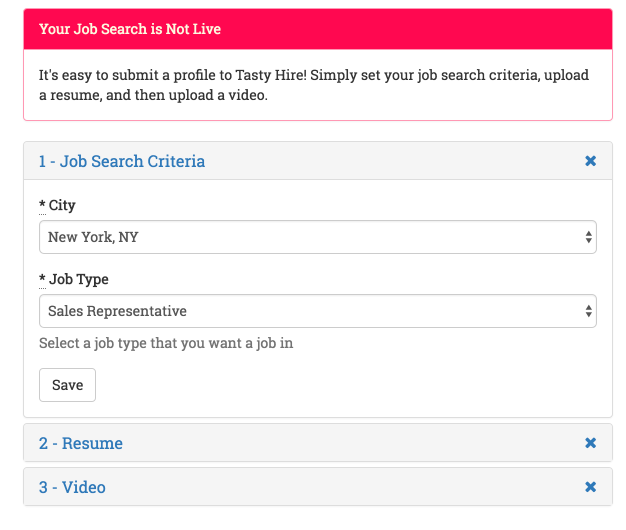 Your Job Search is Not Live
It's easy to submit a profile to Tasty Hire! Simply set your job search criteria, upload
a resume, and then upload a video.
1 - Job Search Criteria
* City
New York, NY
* Job Type
Sales Representative
Select a job type that you want a job in
Save
2 - Resume
3 - Video